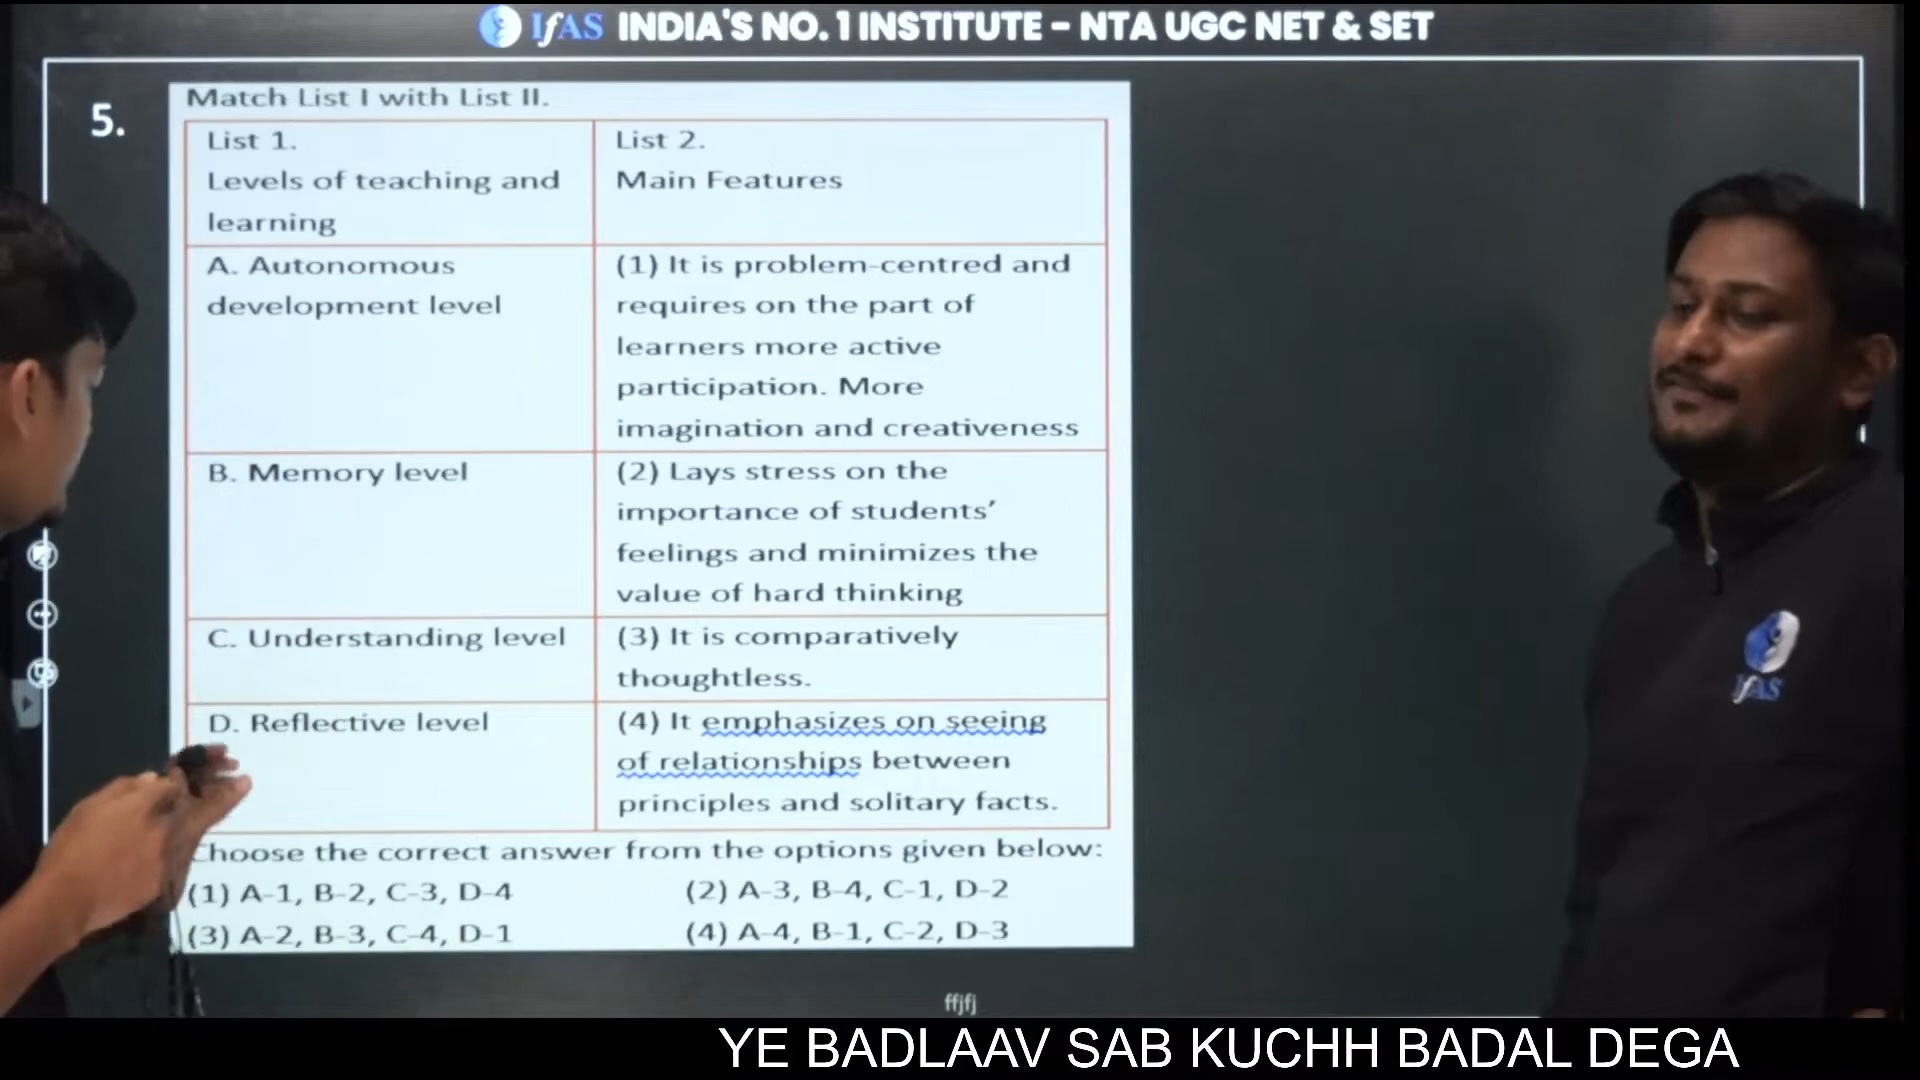 IfAS INDIA'S NO. 1 INSTITUTE - NTA UGC NET & SET
5.
Match List I with List II.
List 1.
Levels of teaching and
learning
List 2.
Main Features
A. Autonomous
development level
(1) It is problem-centred and
requires on the part of
learners more active
participation. More
imagination and creativeness
B. Memory level
(2) Lays stress on the
importance of students'
feelings and minimizes the
value of hard thinking
C. Understanding level
(3) It is comparatively
thoughtless.
D. Reflective level
(4) It emphasizes on seeing
of relationships between
principles and solitary facts.
Choose the correct answer from the options given below:
(1) A-1, B-2, C-3, D-4
(2) A-3, B-4, C-1, D-2
(3) A-2, B-3, C-4, D-1
(4) A-4, B-1, C-2, D-3
IfAS
ffjfj
YE BADLAAV SAB KUCHH BADAL DEGA